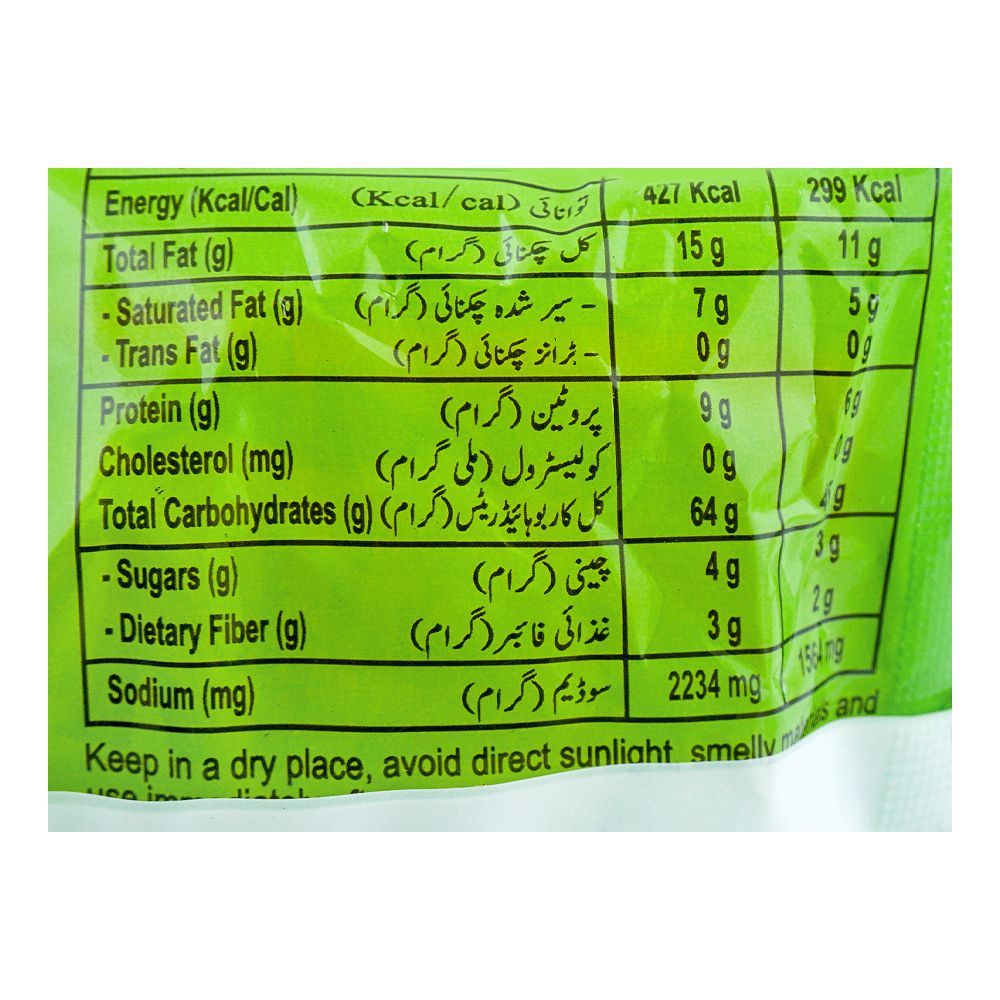 Energy (Kcal/Cal) توانائی (Kcal/cal) 427 Kcal 299 Kcal
Total Fat (g) کل چکنائی (گرام) 15 g 11 g
- Saturated Fat (g) - سیر شدہ چکنائی (گرام) 7 g 5 g
- Trans Fat (g) - ٹرانز چکنائی (گرام) 0 g 0 g
Protein (g) پروٹین (گرام) 9 g 6 g
Cholesterol (mg) کولیسٹرول (ملی گرام) 0 g 0 g
Total Carbohydrates (g) کل کاربوہائیڈریٹس (گرام) 64 g
- Sugars (g) چینی (گرام) 4 g 3 g
- Dietary Fiber (g) غذائی فائبر (گرام) 3 g 2 g
Sodium (mg) سوڈیم (گرام) 2234 mg 1564 mg
Keep in a dry place, avoid direct sunlight, smelly materials and
use